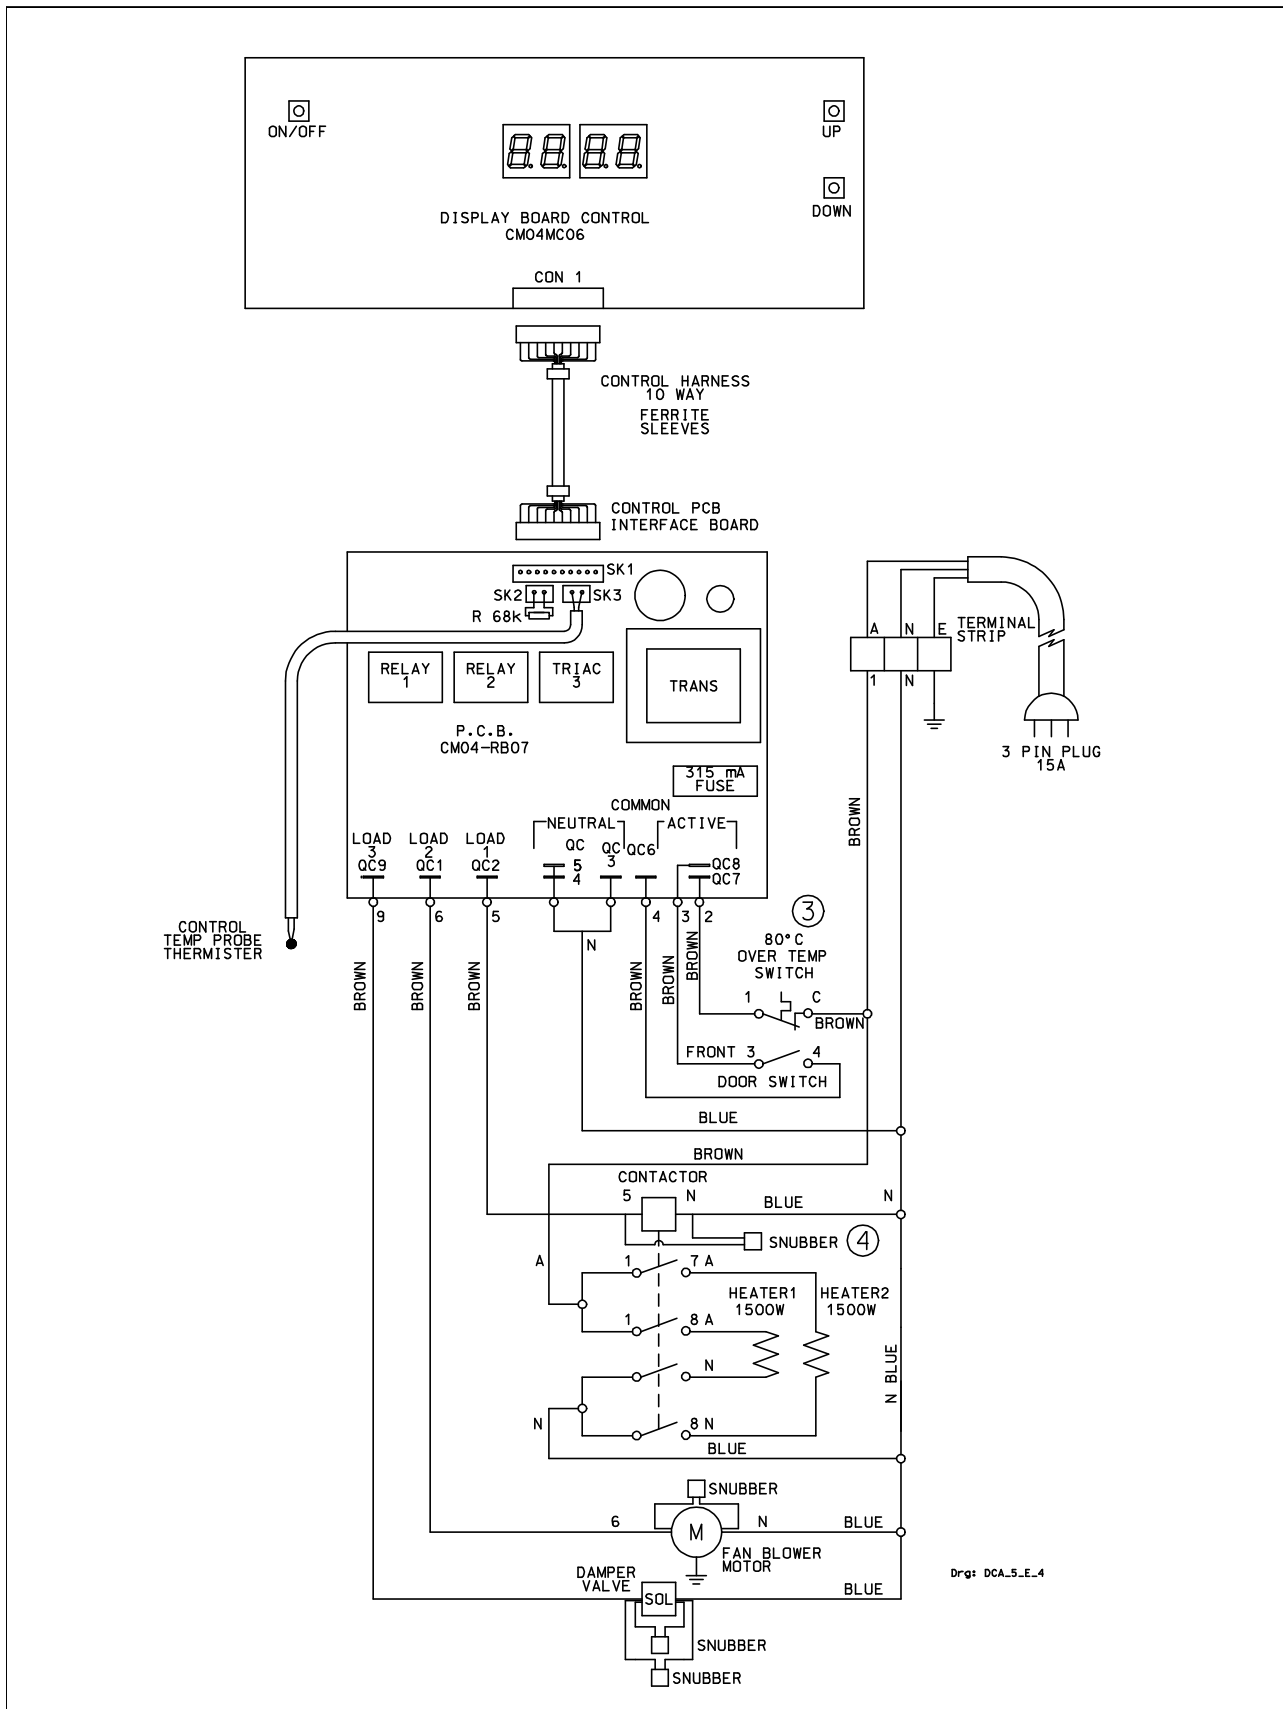 ON/OFF
UP
DOWN
88.88.
DISPLAY BOARD CONTROL
CM04MC06
CON 1
CONTROL HARNESS
10 WAY
FERRITE
SLEEVES
CONTROL PCB
INTERFACE BOARD
SK1
SK2
SK3
R 68k
RELAY
1
RELAY
2
TRIAC
3
TRANS
P.C.B.
CM04-RB07
315 mA
FUSE
COMMON
NEUTRAL
ACTIVE
LOAD
3
QC9
LOAD
2
QC1
LOAD
1
QC2
QC
5
4
QC
3
QC6
QC8
QC7
9
6
5
N
4
3
2
A
N
E
TERMINAL
STRIP
1
N
3 PIN PLUG
15A
CONTROL
TEMP PROBE
THERMISTER
BROWN
BROWN
BROWN
BROWN
BROWN
BROWN
BROWN
3
80°C
OVER TEMP
SWITCH
1
C
BROWN
FRONT 3
4
DOOR SWITCH
BLUE
BROWN
CONTACTOR
5
N
BLUE
N
SNUBBER
4
A
1
7 A
HEATER1
1500W
HEATER2
1500W
1
8 A
N
N BLUE
N
8 N
BLUE
SNUBBER
6
M
N
BLUE
FAN BLOWER
MOTOR
DAMPER
VALVE
SOL
BLUE
Drg: DCA_5_E_4
SNUBBER
SNUBBER